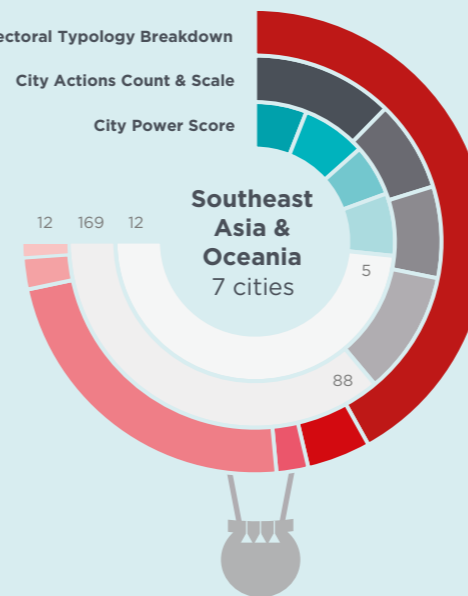 ectoral Typology Breakdown
City Actions Count & Scale
City Power Score
12 169 12
Southeast
Asia &
Oceania
7 cities
5
88